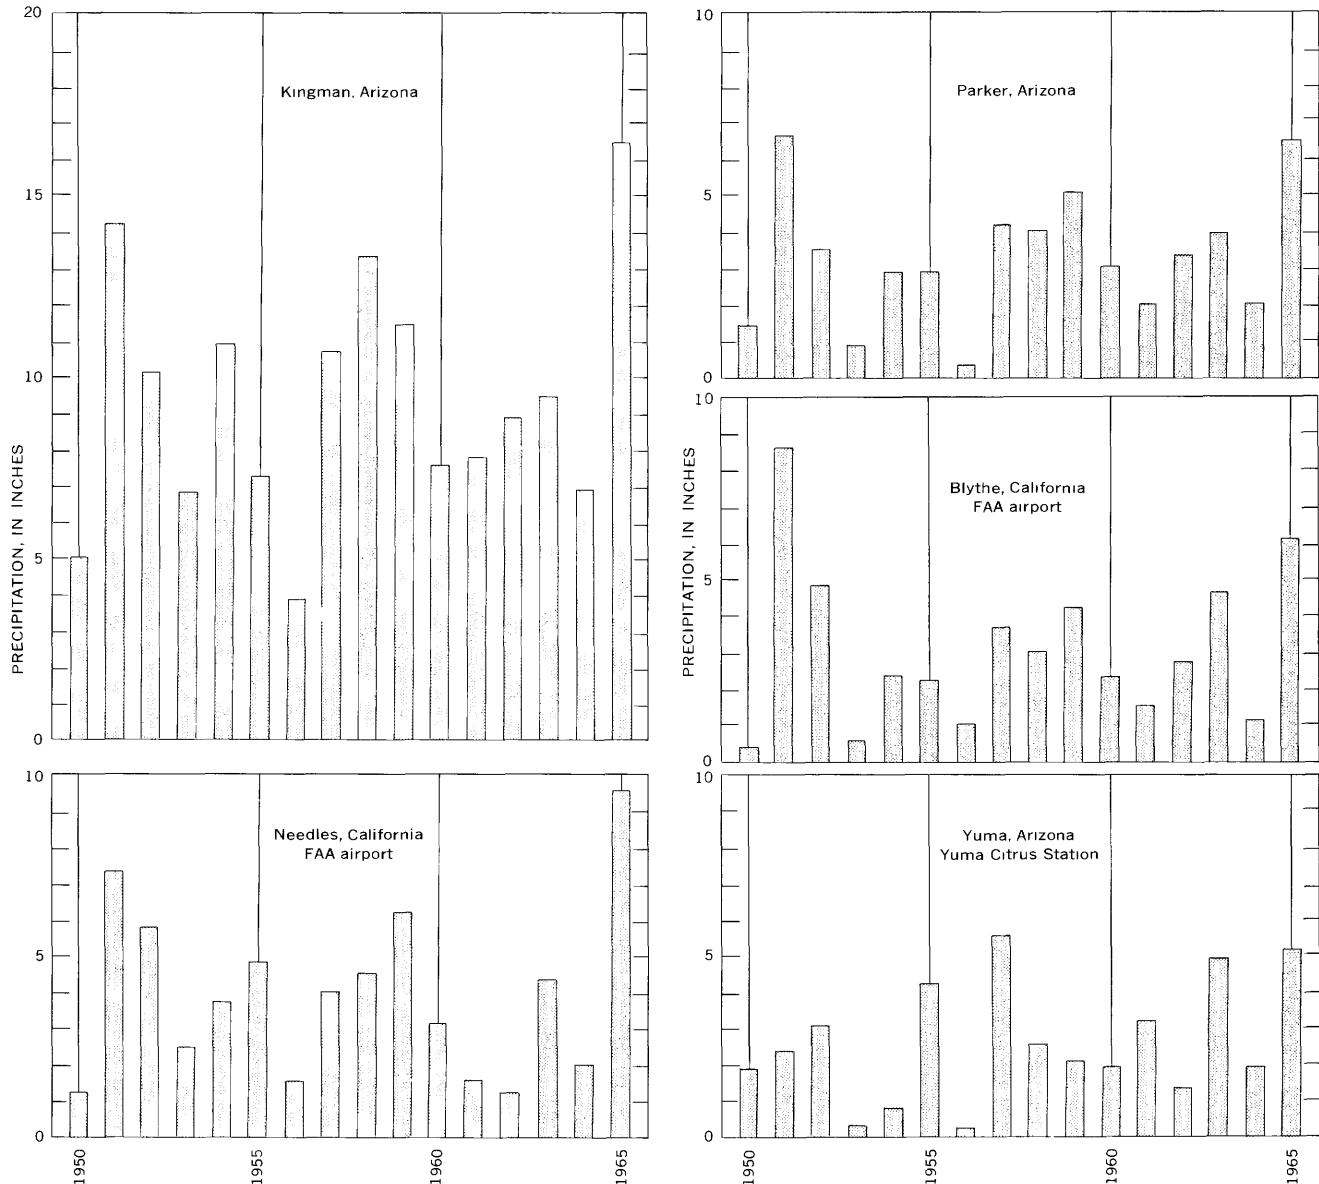 20
15
10
5
0
PRECIPITATION, IN INCHES
Kingman, Arizona
10
5
0
Needles, California
FAA airport
1950
1955
1960
1965
10
5
0
Parker, Arizona
PRECIPITATION, IN INCHES
10
5
0
Blythe, California
FAA airport
10
5
0
Yuma, Arizona
Yuma Citrus Station
1950
1955
1960
1965